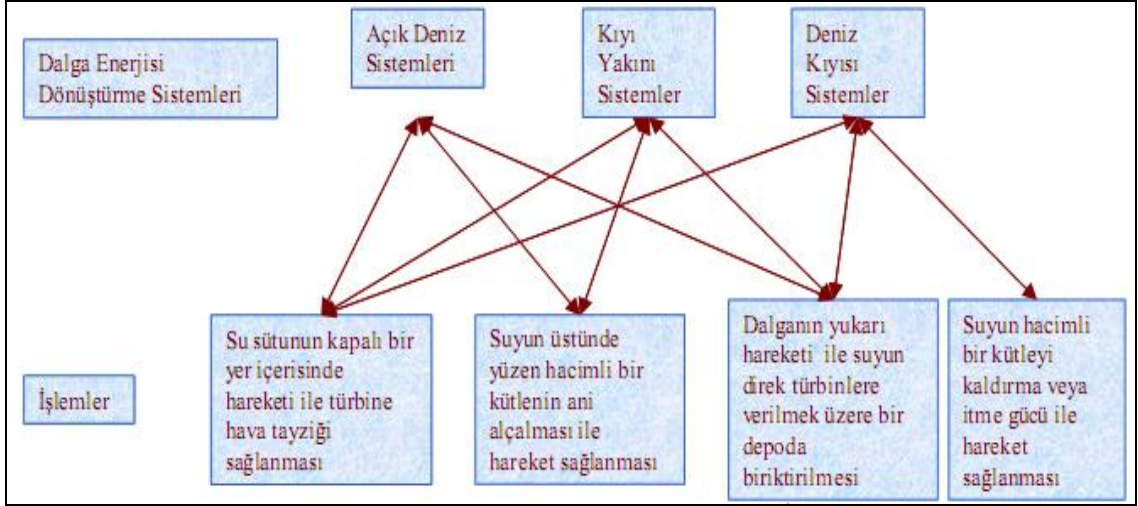 Dalga Enerjisi
Dönüştürme Sistemleri
Açık Deniz
Sistemleri
Kıyı
Yakını
Sistemler
Deniz
Kıyısı
Sistemler
İşlemler
Su sütunun kapalı bir
yer içerisinde
hareketi ile türbine
hava tayziği
sağlanması
Suyun üstünde
yüzen hacimli bir
kütlenin ani
alçalması ile
hareket sağlanması
Dalganın yukarı
hareketi ile suyun
direk türbinlere
verilmek üzere bir
depoda
biriktirilmesi
Suyun hacimli
bir kütleyi
kaldırma veya
itme gücü ile
hareket
sağlanması